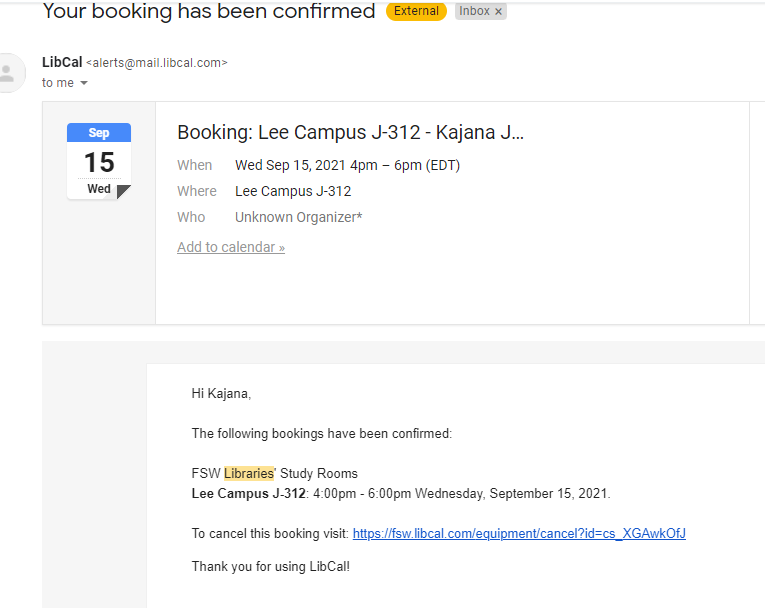 Your booking has been confirmed External Inbox ×
LibCal <alerts@mail.libcal.com>
to me
Sep
15
Wed
Booking: Lee Campus J-312 - Kajana J...
When Wed Sep 15, 2021 4pm – 6pm (EDT)
Where Lee Campus J-312
Who Unknown Organizer*
Add to calendar »
Hi Kajana,
The following bookings have been confirmed:
FSW Libraries' Study Rooms
Lee Campus J-312: 4:00pm - 6:00pm Wednesday, September 15, 2021.
To cancel this booking visit: https://fsw.libcal.com/equipment/cancel?id=cs_XGAwkOfJ
Thank you for using LibCal!